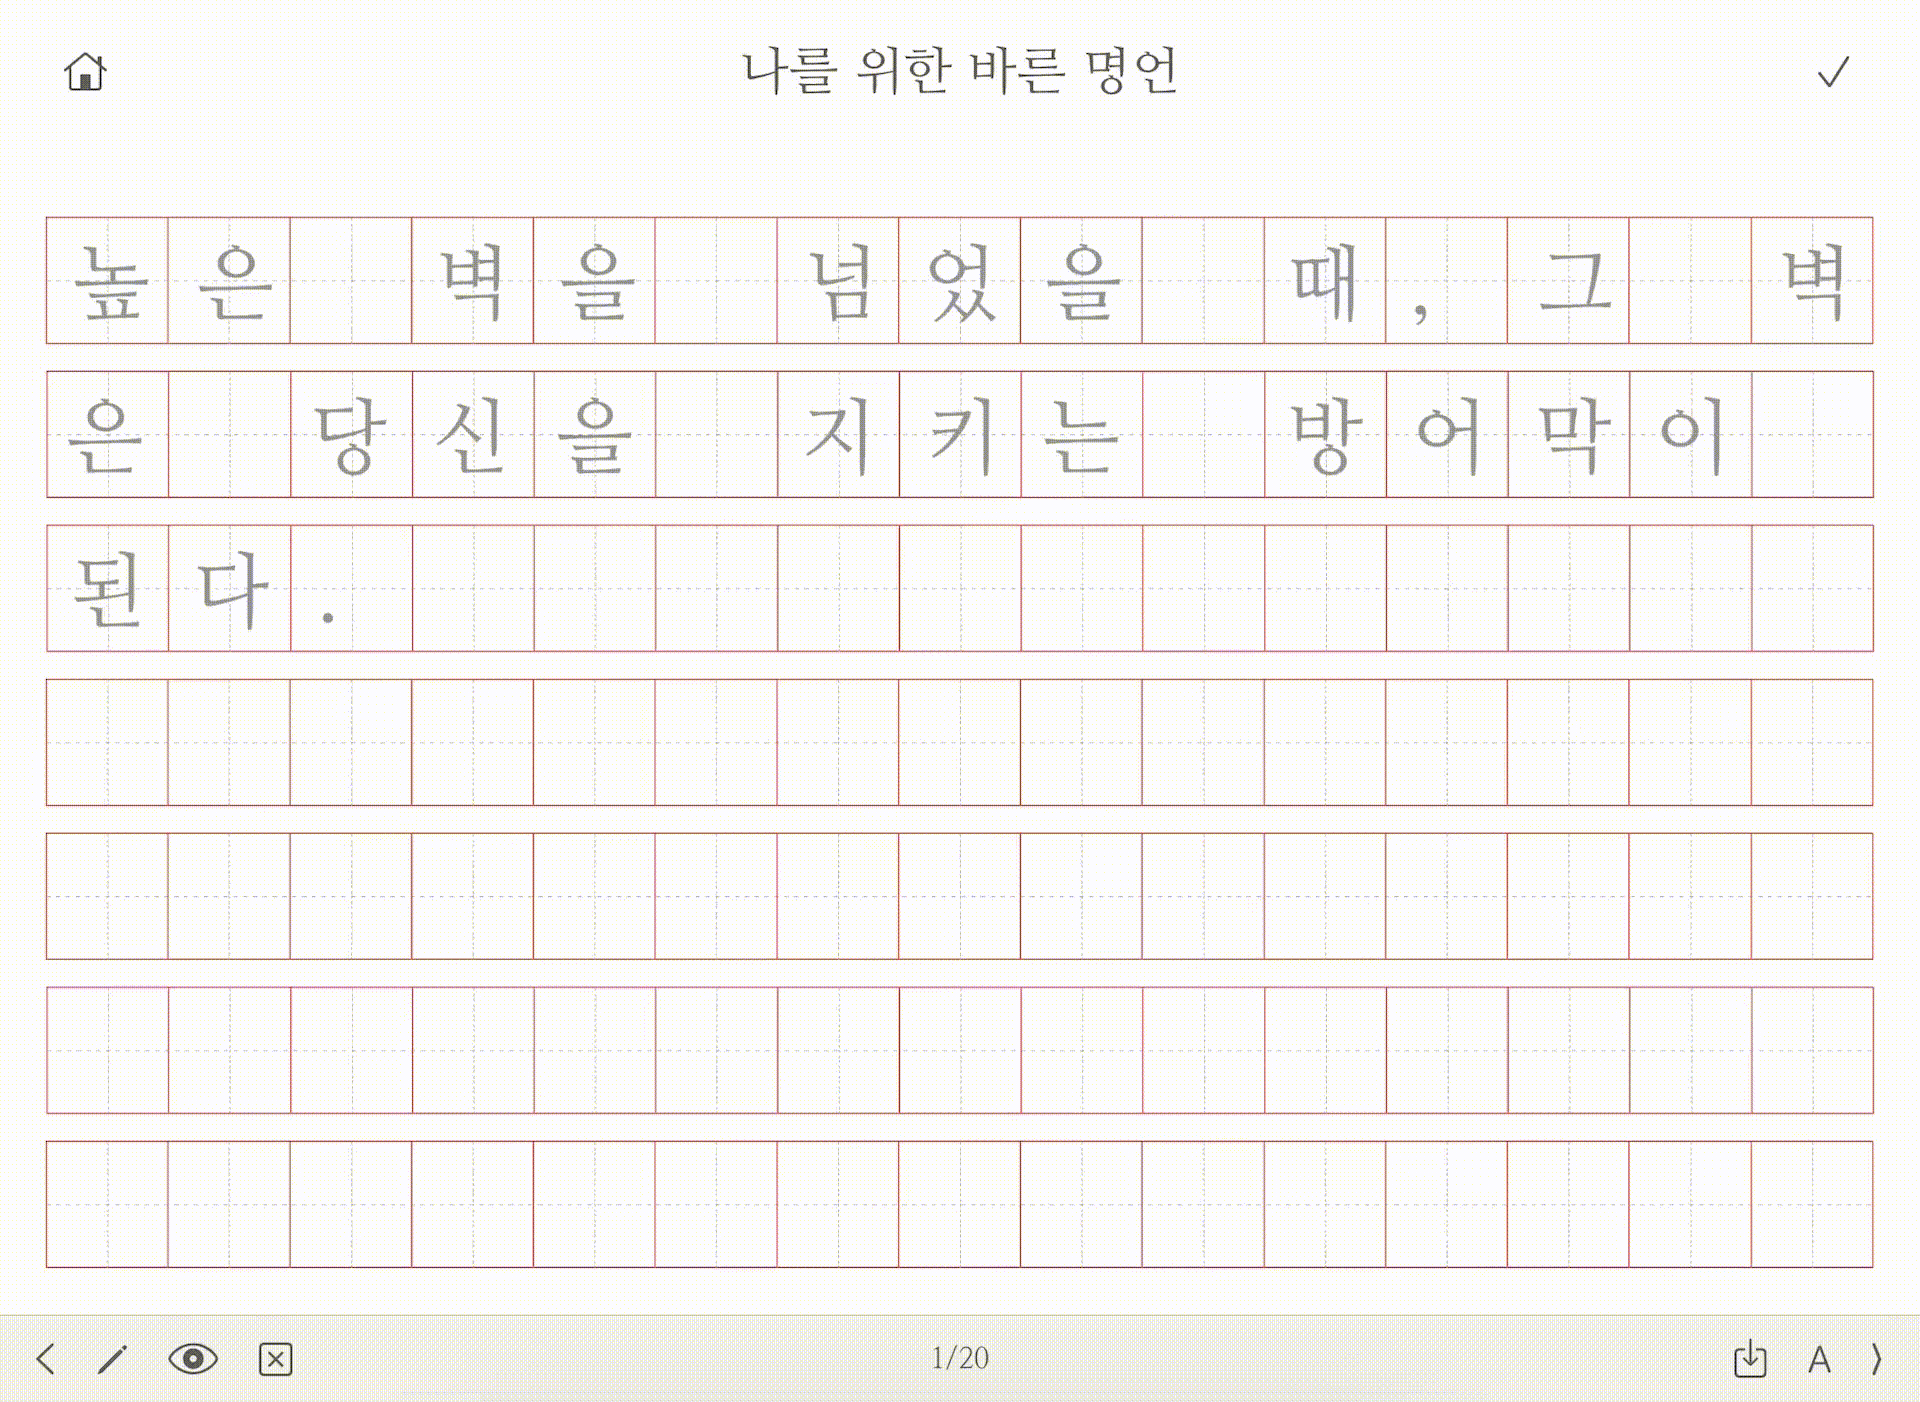 나를 위한 바른 명언
높은 벽을 넘었을 때, 그 벽
은 당신을 지키는 방어막이
된다.
1/20
A